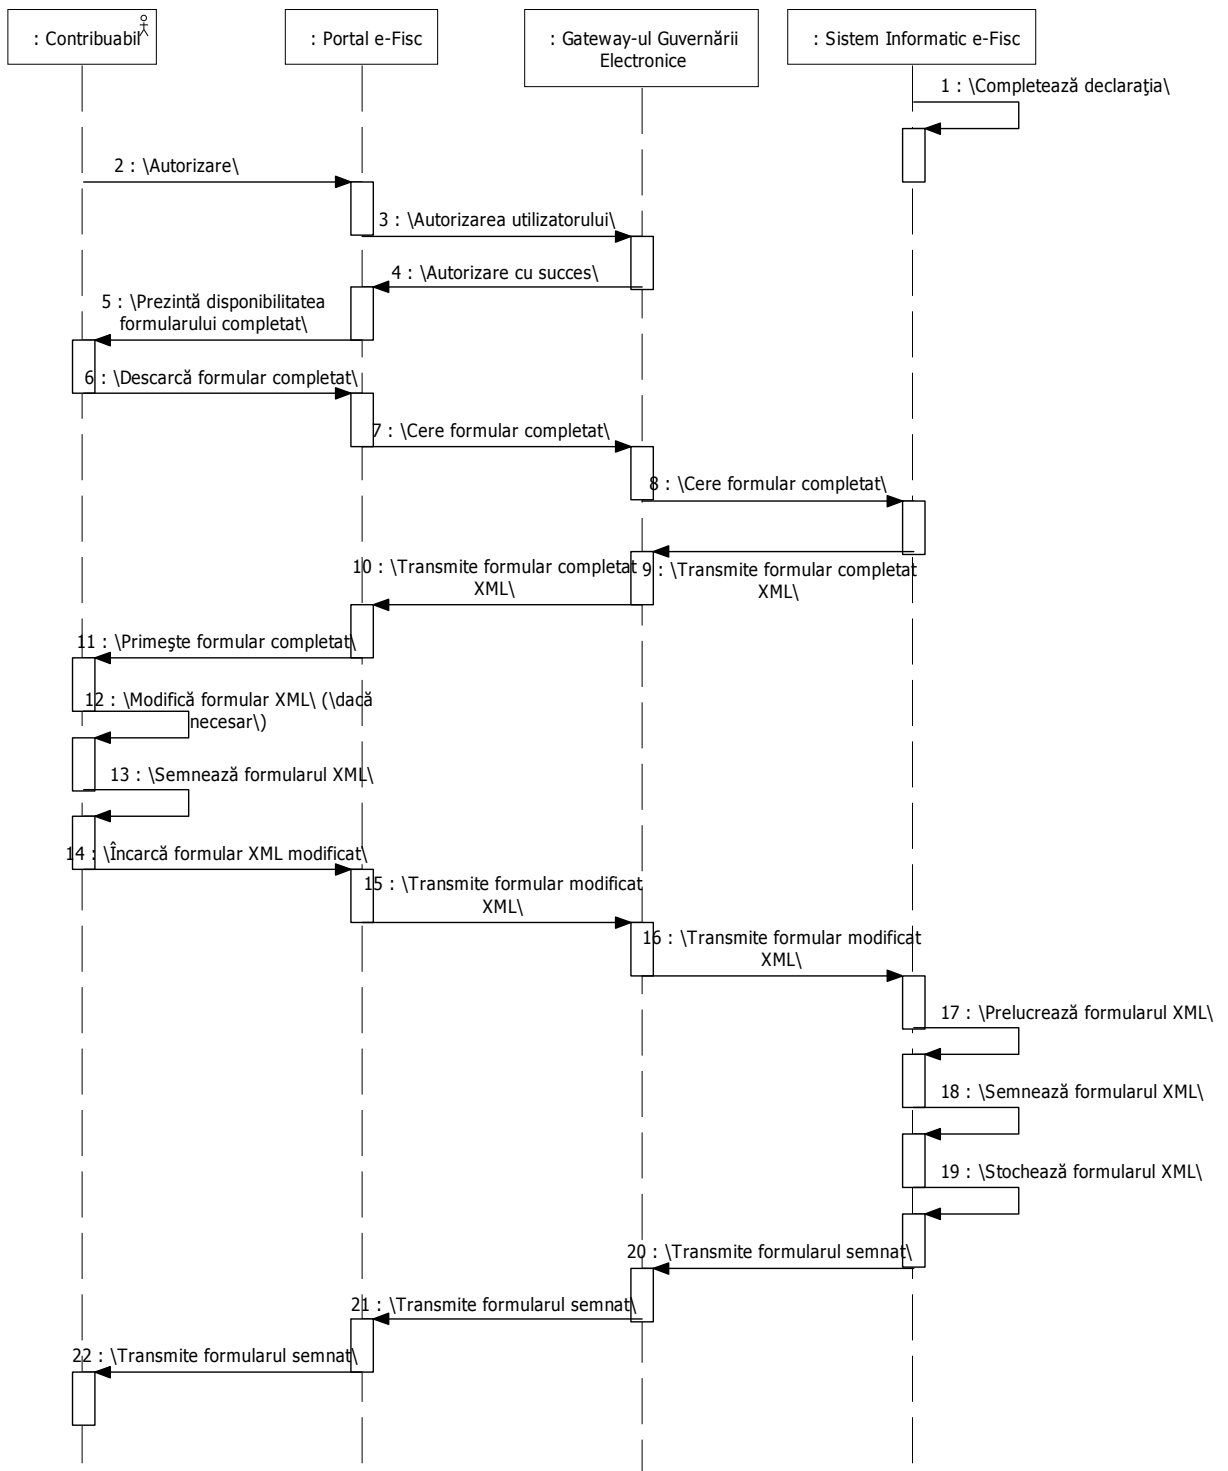 : Contribuabil
: Portal e-Fisc
: Gateway-ul Guvernării
Electronice
: Sistem Informatic e-Fisc
1 : \Completează declaraţia\
2 : \Autorizare\
3 : \Autorizarea utilizatorului\
4 : \Autorizare cu succes\
5 : \Prezintă disponibilitatea
formularului completat\
6 : \Descarcă formular completat\
7 : \Cere formular completat\
8 : \Cere formular completat\
9 : \Transmite formular completat
XML\
10 : \Transmite formular completat
XML\
11 : \Primeşte formular completat\
12 : \Modifică formular XML\ (\dacă
necesar\)
13 : \Semnează formularul XML\
14 : \Încarcă formular XML modificat\
15 : \Transmite formular modificat
XML\
16 : \Transmite formular modificat
XML\
17 : \Prelucrează formularul XML\
18 : \Semnează formularul XML\
19 : \Stochează formularul XML\
20 : \Transmite formularul semnat\
21 : \Transmite formularul semnat\
22 : \Transmite formularul semnat\